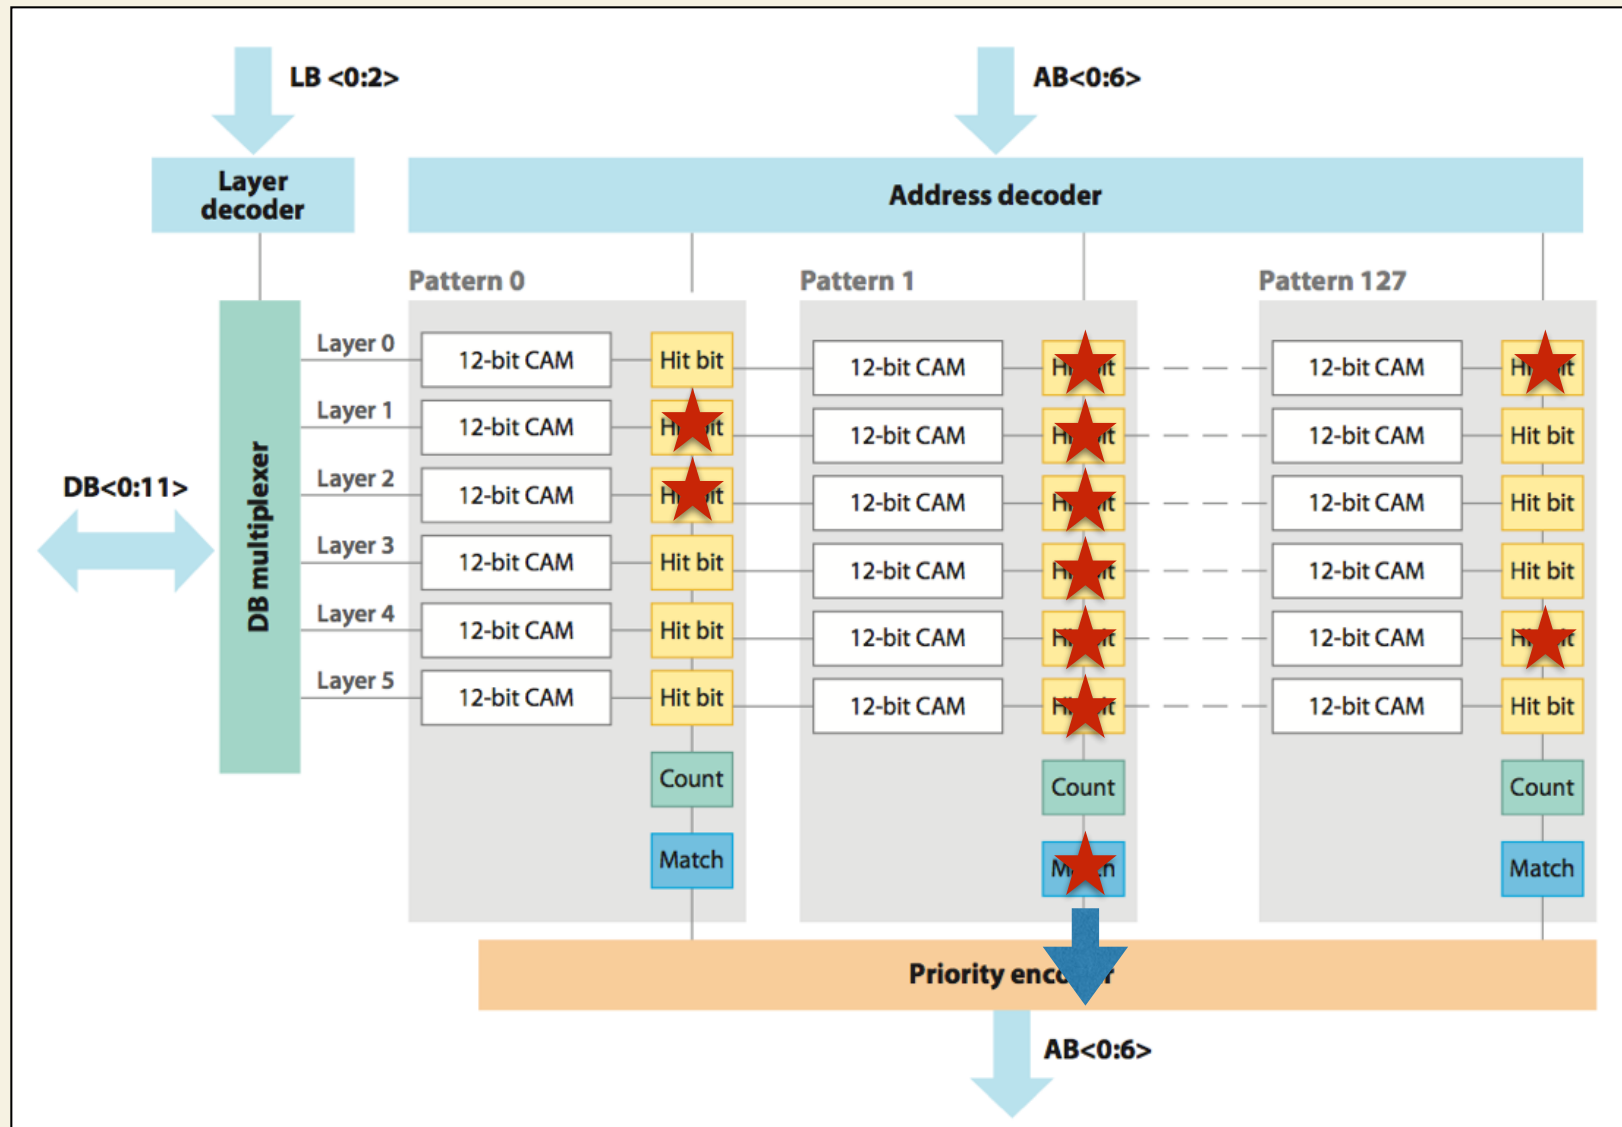 LB <0:2>
AB<0:6>
Layer
decoder
Address decoder
Pattern 0
Pattern 1
Pattern 127
DB<0:11>
DB multiplexer
Layer 0
12-bit CAM
Hit bit
12-bit CAM
12-bit CAM
Layer 1
12-bit CAM
12-bit CAM
12-bit CAM
Hit bit
Layer 2
12-bit CAM
12-bit CAM
12-bit CAM
Hit bit
Layer 3
12-bit CAM
Hit bit
12-bit CAM
12-bit CAM
Hit bit
Layer 4
12-bit CAM
Hit bit
12-bit CAM
12-bit CAM
Layer 5
12-bit CAM
Hit bit
12-bit CAM
12-bit CAM
Hit bit
Count
Count
Count
Match
Match
Priority encoder
AB<0:6>